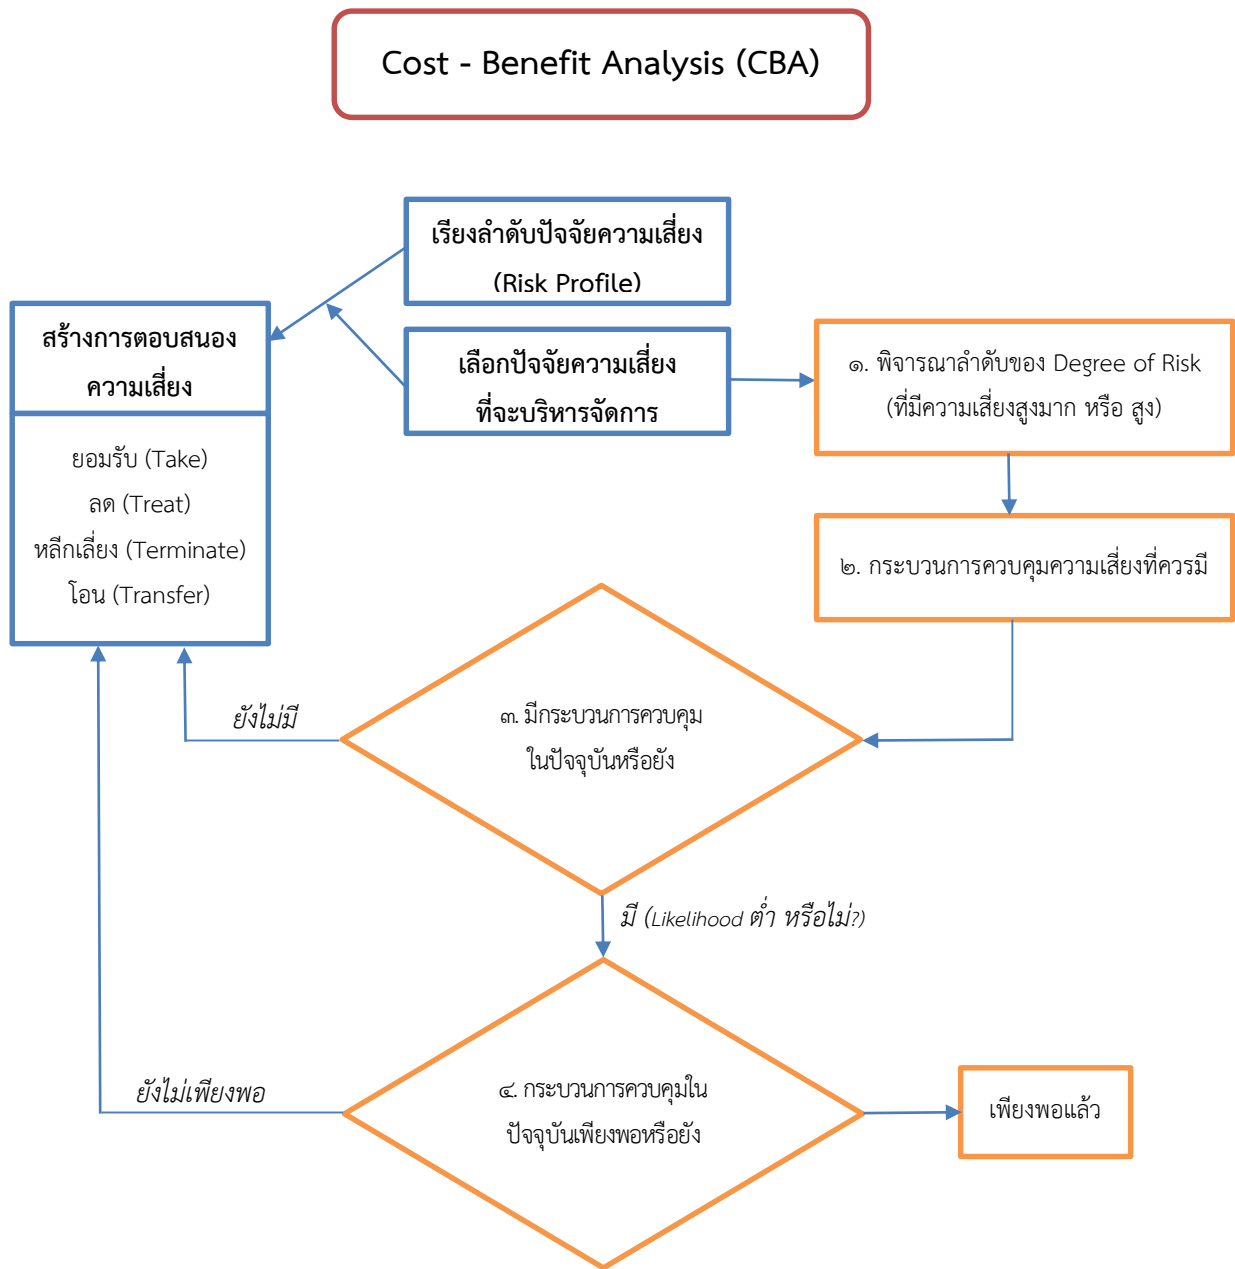 Cost - Benefit Analysis (CBA)
เรียงลำดับปัจจัยความเสี่ยง
(Risk Profile)
สร้างการตอบสนอง
ความเสี่ยง
เลือกปัจจัยความเสี่ยง
ที่จะบริหารจัดการ
๑. พิจารณาลำดับของ Degree of Risk
(ที่มีความเสี่ยงสูงมาก หรือ สูง)
ยอมรับ (Take)
ลด (Treat)
หลีกเลี่ยง (Terminate)
โอน (Transfer)
๒. กระบวนการควบคุมความเสี่ยงที่ควรมี
ยังไม่มี
๓. มีกระบวนการควบคุม
ในปัจจุบันหรือยัง
มี (Likelihood ต่ำ หรือไม่?)
ยังไม่เพียงพอ
๔. กระบวนการควบคุมใน
ปัจจุบันเพียงพอหรือยัง
เพียงพอแล้ว